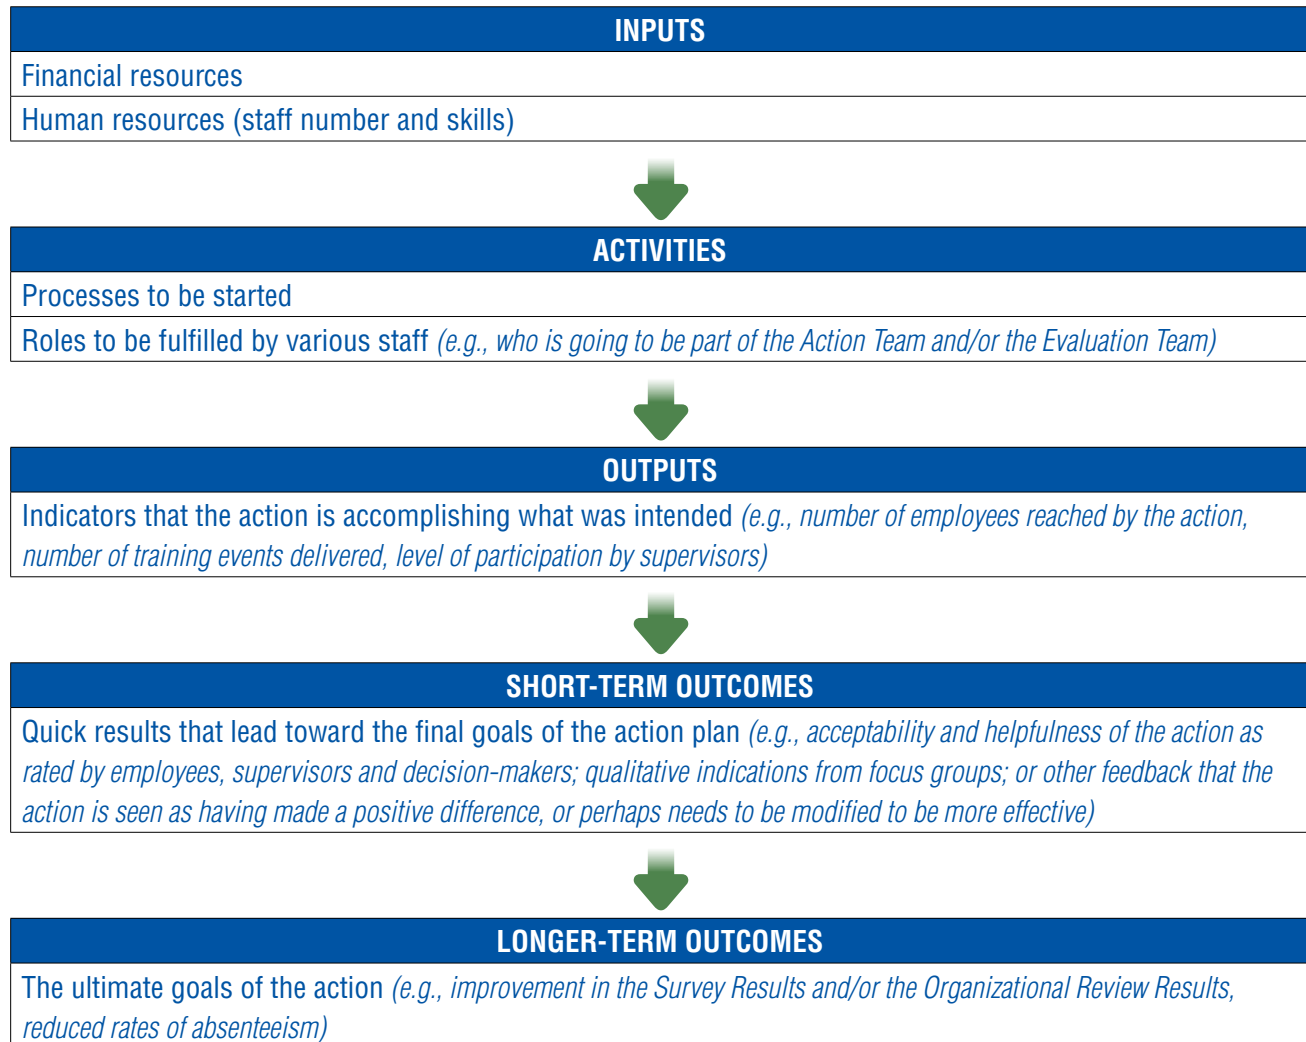 INPUTS
Financial resources
Human resources (staff number and skills)
ACTIVITIES
Processes to be started
Roles to be fulfilled by various staff (e.g., who is going to be part of the Action Team and/or the Evaluation Team)
OUTPUTS
Indicators that the action is accomplishing what was intended (e.g., number of employees reached by the action,
number of training events delivered, level of participation by supervisors)
SHORT-TERM OUTCOMES
Quick results that lead toward the final goals of the action plan (e.g., acceptability and helpfulness of the action as
rated by employees, supervisors and decision-makers; qualitative indications from focus groups; or other feedback that the
action is seen as having made a positive difference, or perhaps needs to be modified to be more effective)
LONGER-TERM OUTCOMES
The ultimate goals of the action (e.g., improvement in the Survey Results and/or the Organizational Review Results,
reduced rates of absenteeism)